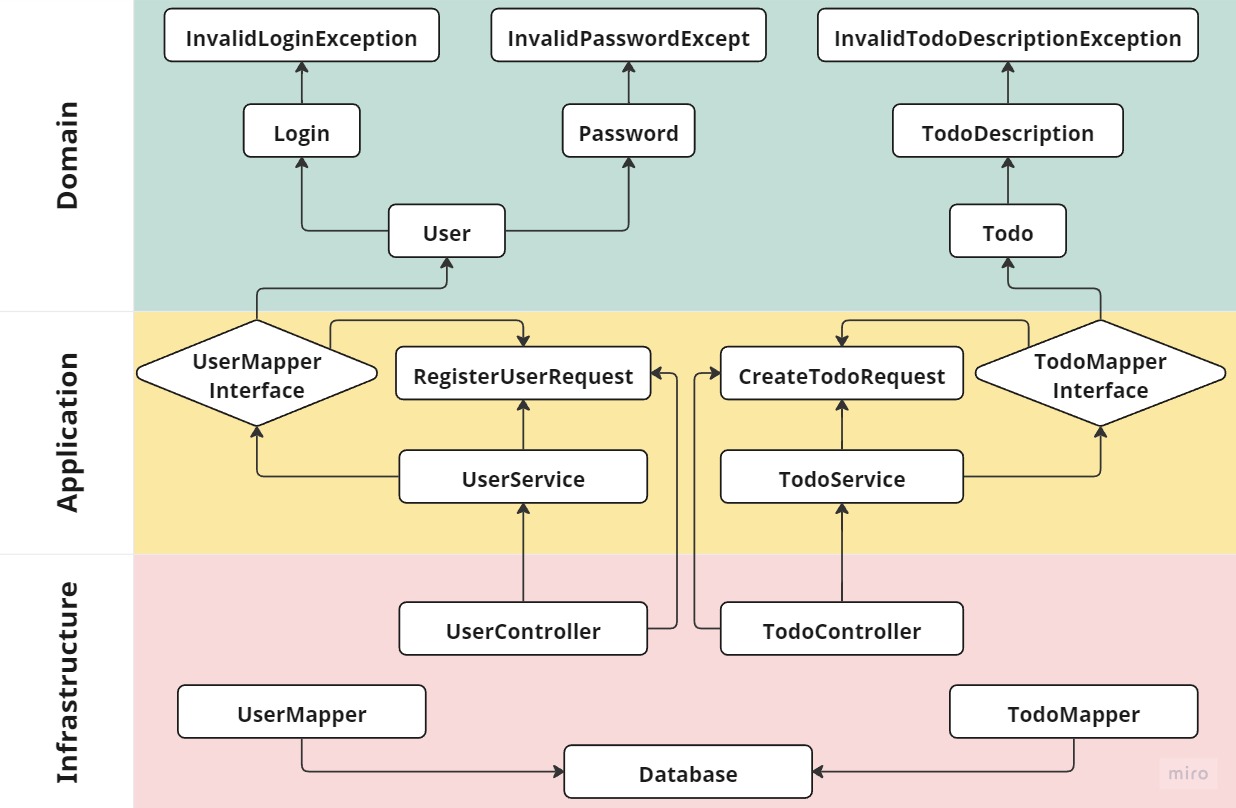 Domain
InvalidLoginException
InvalidPasswordExcept
InvalidTodoDescriptionException
Login
Password
TodoDescription
User
Todo
Application
UserMapper
Interface
RegisterUserRequest
CreateTodoRequest
TodoMapper
Interface
UserService
TodoService
Infrastructure
UserController
TodoController
UserMapper
TodoMapper
Database
miro